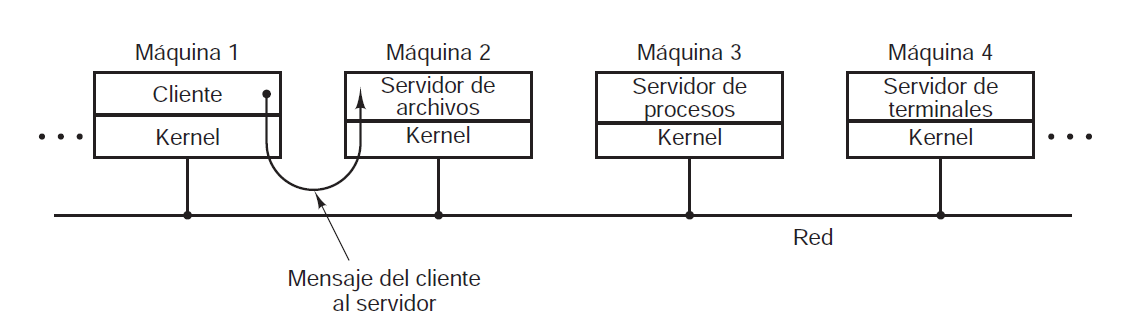 Máquina 1
Máquina 2
Máquina 3
Máquina 4
Cliente
Kernel
Servidor de
archivos
Kernel
Servidor de
procesos
Kernel
Servidor de
terminales
Kernel
Red
Mensaje del cliente
al servidor